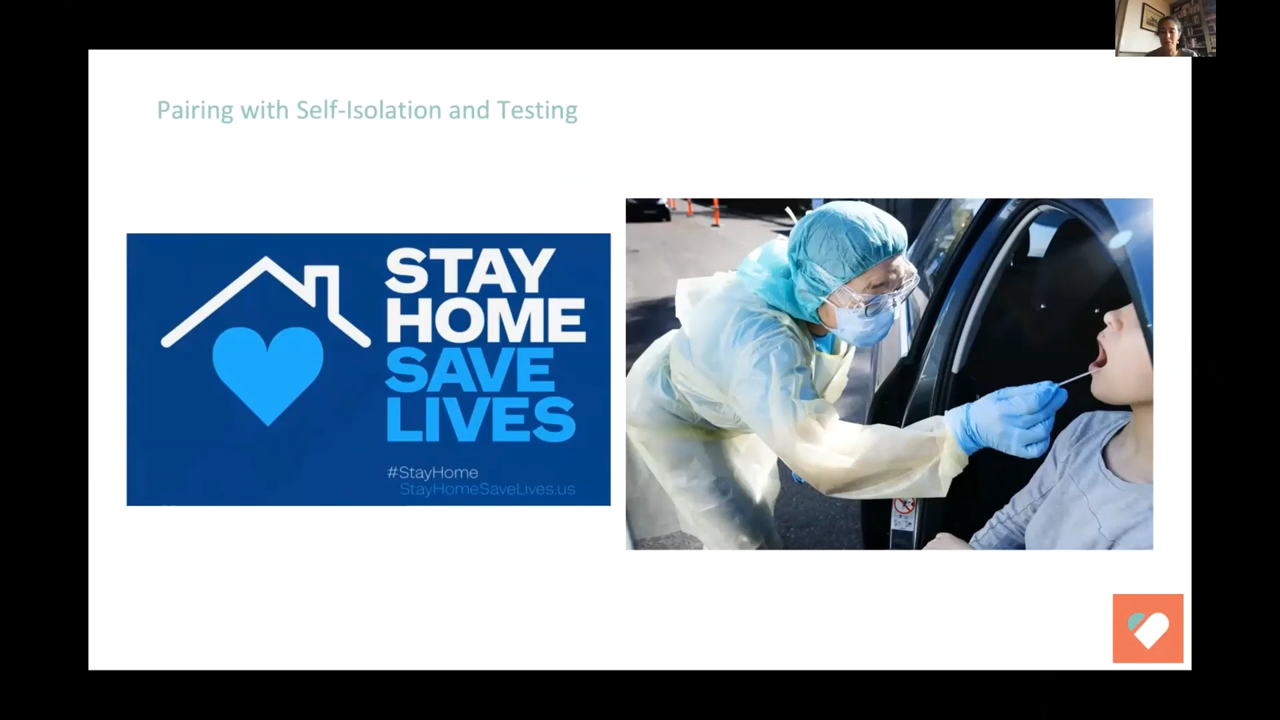 Pairing with Self-Isolation and Testing
STAY
HOME
SAVE
LIVES
#StayHome
StayHomeSaveLives.us